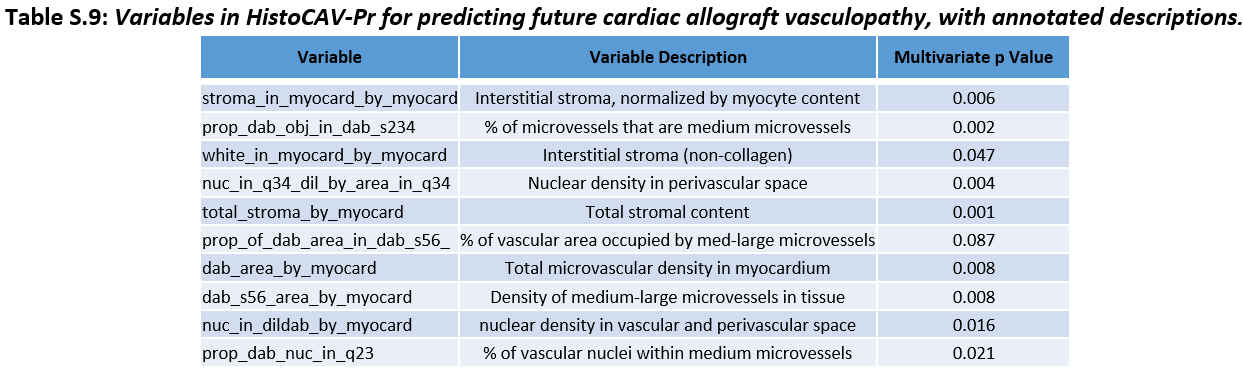 Table S.9: Variables in HistoCAV-Pr for predicting future cardiac allograft vasculopathy, with annotated descriptions.
Variable Variable Description Multivariate p Value
stroma_in_myocard_by_myocard Interstitial stroma, normalized by myocyte content 0.006
prop_dab_obj_in_dab_s234 % of microvessels that are medium microvessels 0.002
white_in_myocard_by_myocard Interstitial stroma (non-collagen) 0.047
nuc_in_q34_dil_by_area_in_q34 Nuclear density in perivascular space 0.004
total_stroma_by_myocard Total stromal content 0.001
prop_of_dab_area_in_dab_s56_ % of vascular area occupied by med-large microvessels 0.087
dab_area_by_myocard Total microvascular density in myocardium 0.008
dab_s56_area_by_myocard Density of medium-large microvessels in tissue 0.008
nuc_in_dildab_by_myocard nuclear density in vascular and perivascular space 0.016
prop_dab_nuc_in_q23 % of vascular nuclei within medium microvessels 0.021